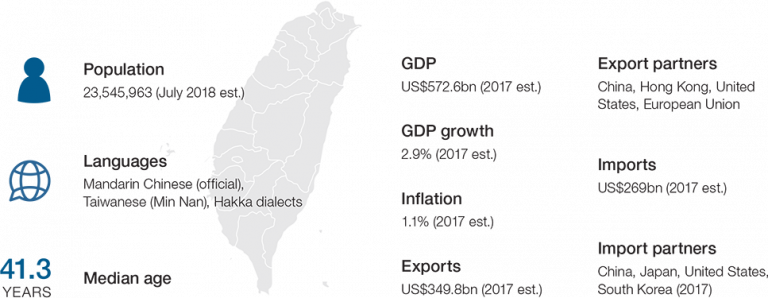 Population
23,545,963 (July 2018 est.)
Languages
Mandarin Chinese (official),
Taiwanese (Min Nan), Hakka dialects
41.3
YEARS
Median age
GDP
US$572.6bn (2017 est.)
GDP growth
2.9% (2017 est.)
Inflation
1.1% (2017 est.)
Exports
US$349.8bn (2017 est.)
Export partners
China, Hong Kong, United
States, European Union
Imports
US$269bn (2017 est.)
Import partners
China, Japan, United States,
South Korea (2017)